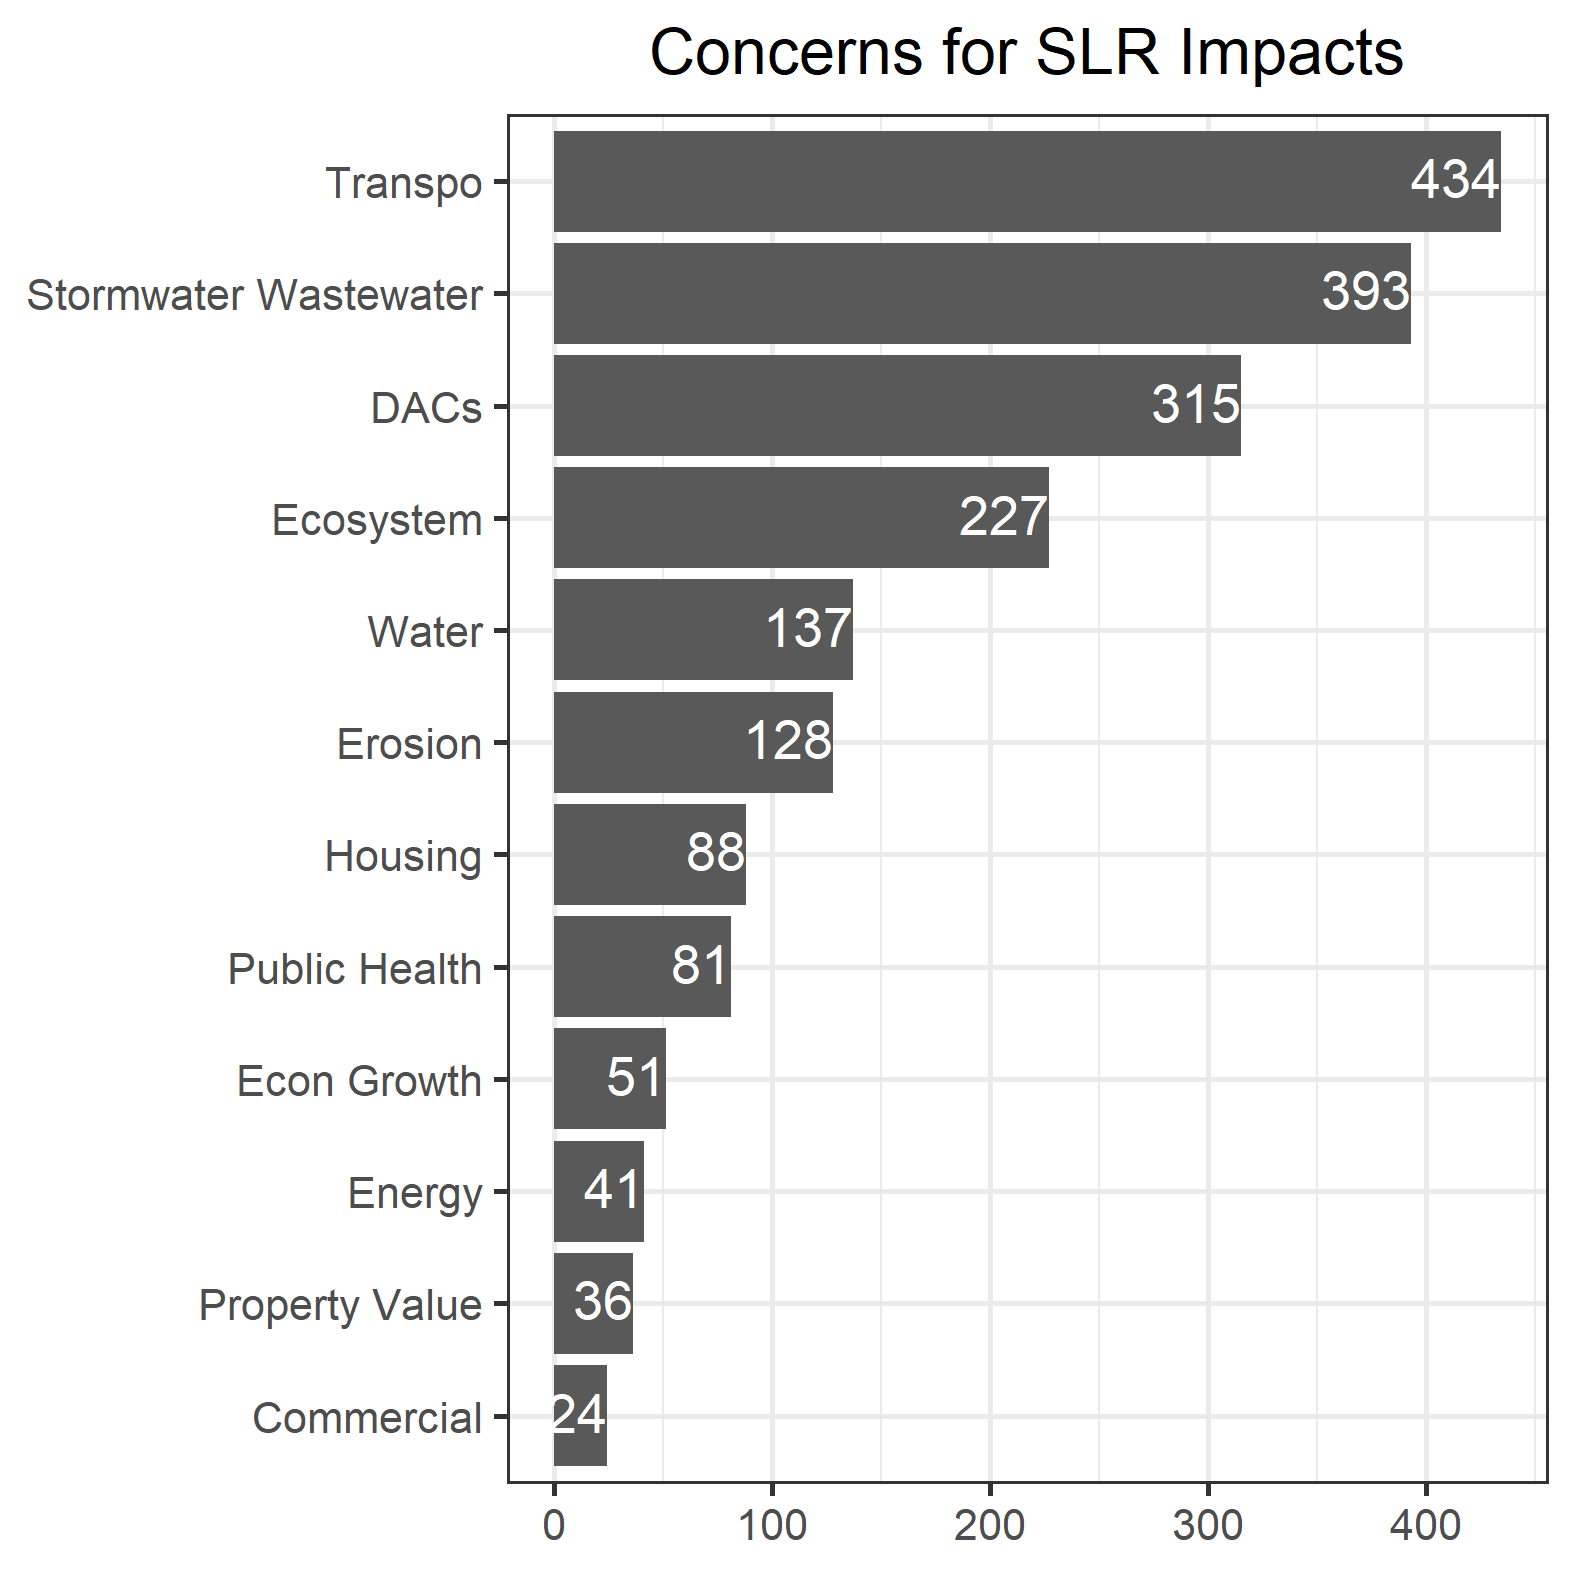 Concerns for SLR Impacts
Transpo 434
Stormwater Wastewater 393
DACs 315
Ecosystem 227
Water 137
Erosion 128
Housing 88
Public Health 81
Econ Growth 51
Energy 41
Property Value 36
Commercial 24
0 100 200 300 400